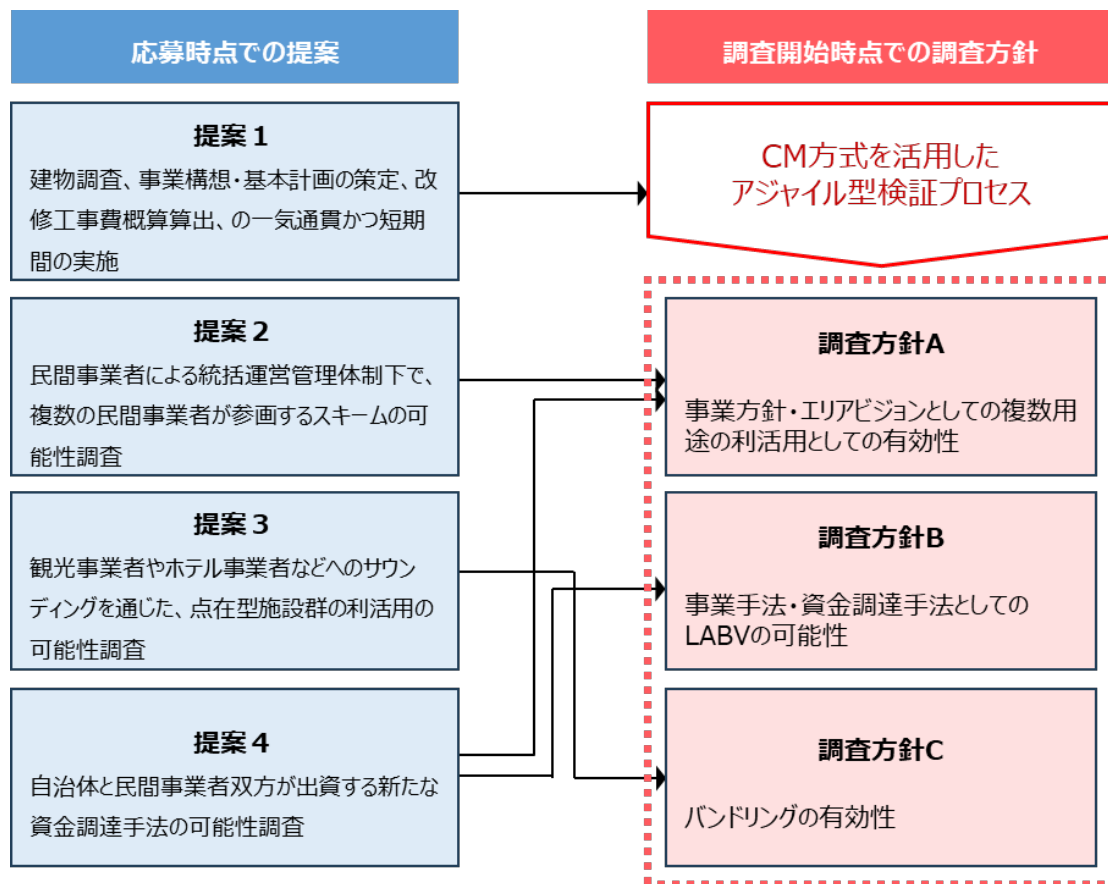 応募時点での提案
提案１
建物調査、事業構想・基本計画の策定、改
修工事費概算算出、の一気通貫かつ短期
間の実施
提案２
民間事業者による統括運営管理体制下で、
複数の民間事業者が参画するスキームの可
能性調査
提案３
観光事業者やホテル事業者などへのサウン
ディングを通じた、点在型施設群の利活用の
可能性調査
提案４
自治体と民間事業者双方が出資する新たな
資金調達手法の可能性調査
調査開始時点での調査方針
CM方式を活用した
アジャイル型検証プロセス
調査方針A
事業方針・エリアビジョンとしての複数用
途の利活用としての有効性
調査方針B
事業手法・資金調達手法としての
LABVの可能性
調査方針C
バンドリングの有効性